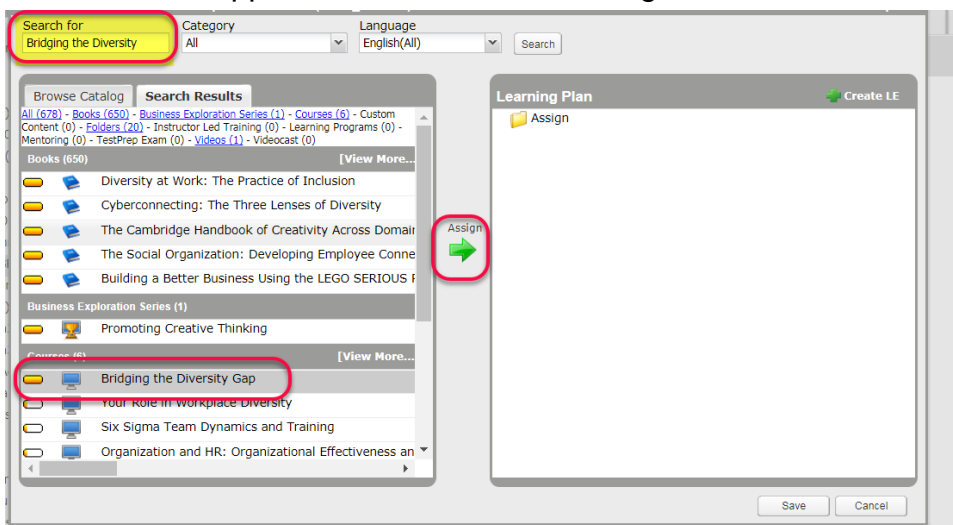 Search for Category Language
Bridging the Diversity All English(All) Search
Browse Catalog Search Results
All (678) - Books (650) - Business Exploration Series (1) - Courses (6) - Custom
Content (0) - Folders (20) - Instructor Led Training (0) - Learning Programs (0) -
Mentoring (0) - TestPrep Exam (0) - Videos (1) - Videocast (0)
Books (650) [View More...
Diversity at Work: The Practice of Inclusion
Cyberconnecting: The Three Lenses of Diversity
The Cambridge Handbook of Creativity Across Domair
The Social Organization: Developing Employee Conne
Building a Better Business Using the LEGO SERIOUS
Business Exploration Series (1)
Promoting Creative Thinking
Courses (6) [View More...
Bridging the Diversity Gap
Your Role in Workplace Diversity
Six Sigma Team Dynamics and Training
Organization and HR: Organizational Effectiveness an
Assign
Learning Plan Create LE
Assign
Save Cancel